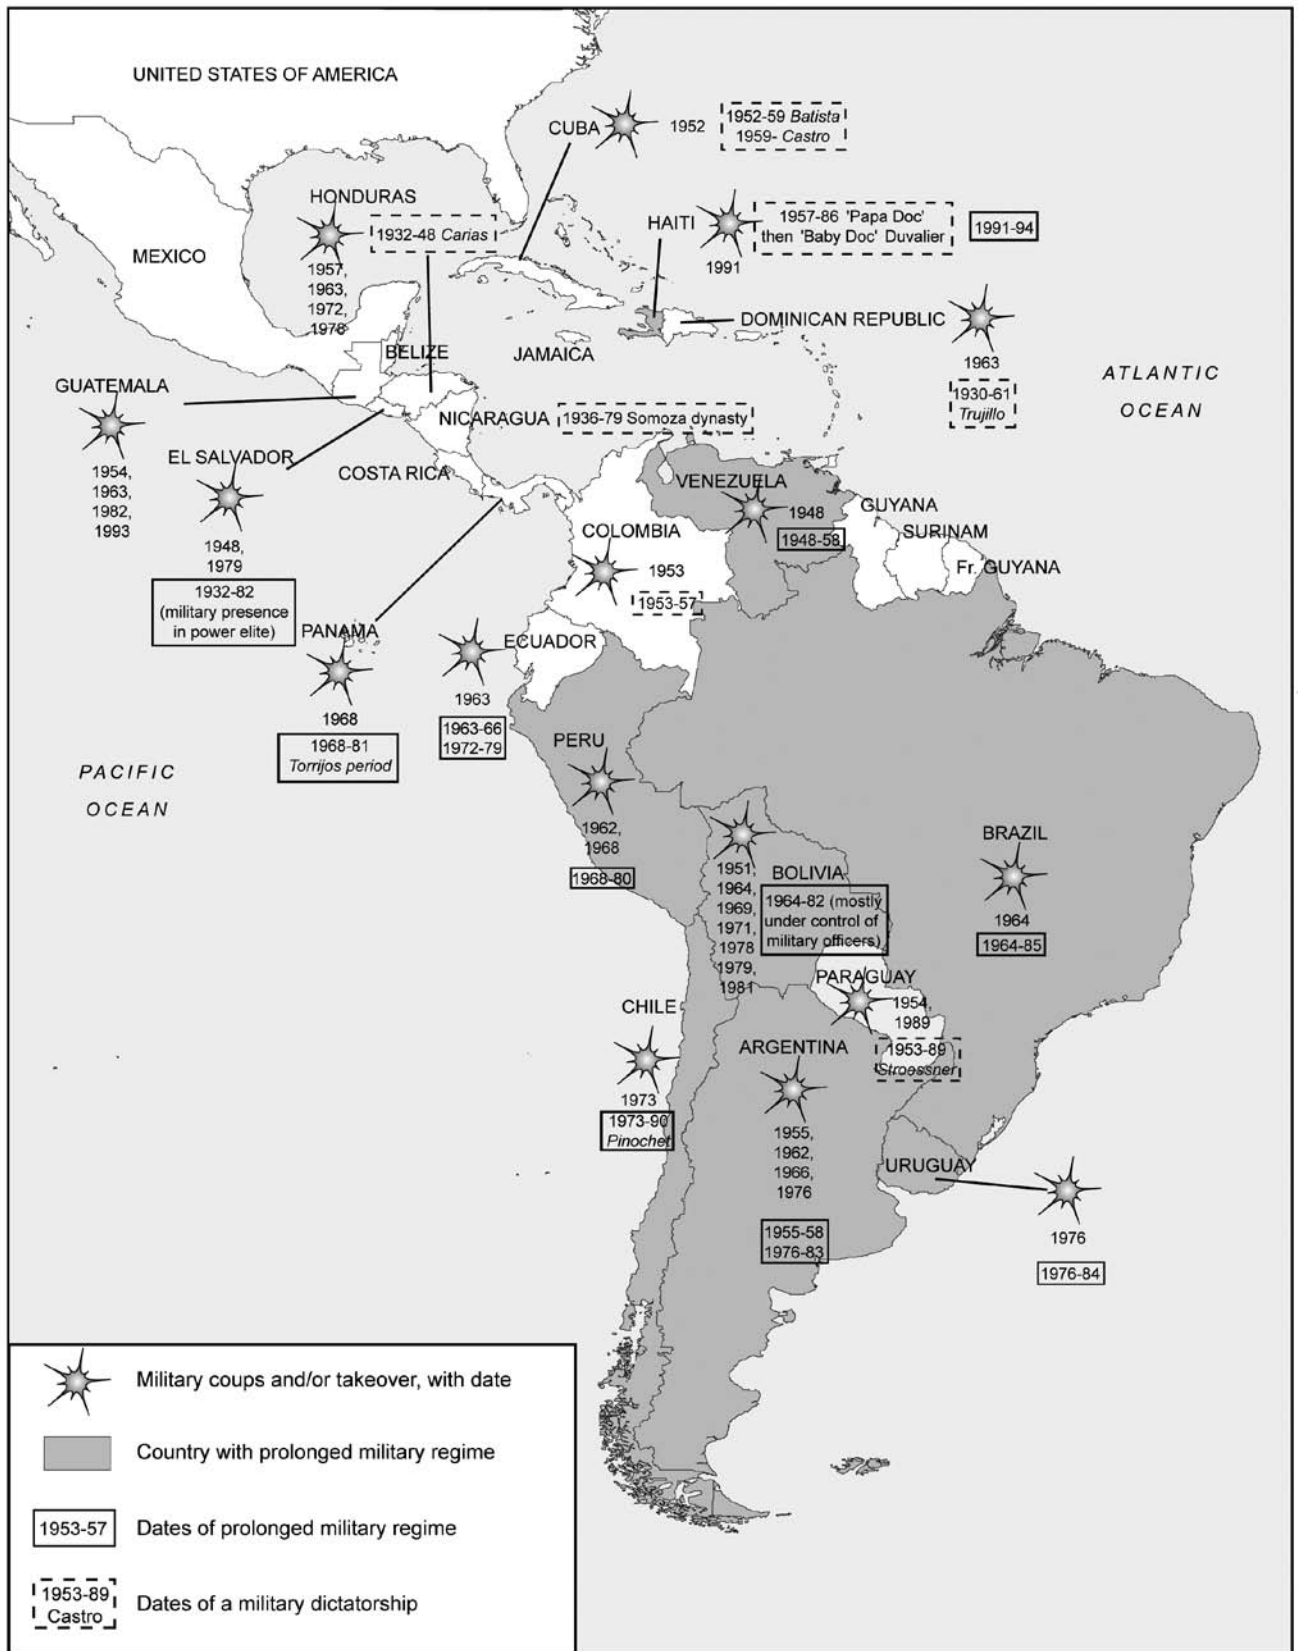 UNITED STATES OF AMERICA
CUBA
1952
1952-59 Batista
1959- Castro
HONDURAS
1932-48 Carias
1957,
1963,
1972,
1978
HAITI
1991
1957-86 'Papa Doc'
then 'Baby Doc' Duvalier
1991-94
MEXICO
DOMINICAN REPUBLIC
1963
1930-61
Trujillo
BELIZE
JAMAICA
ATLANTIC
OCEAN
GUATEMALA
1954,
1963,
1982,
1993
NICARAGUA
1936-79 Somoza dynasty
EL SALVADOR
1948,
1979
1932-82
(military presence
in power elite)
COSTA RICA
VENEZUELA
1948
1948-58
GUYANA
SURINAM
Fr. GUYANA
COLOMBIA
1953
1953-57
PANAMA
1968
1968-81
Torrijos period
ECUADOR
1963
1963-66
1972-79
PERU
1962,
1968
1968-80
PACIFIC
OCEAN
BOLIVIA
1951,
1964,
1969,
1971,
1978
1979,
1981
1964-82 (mostly
under control of
military officers)
BRAZIL
1964
1964-85
PARAGUAY
1954,
1989
1953-89
Stroessner
CHILE
1973
1973-90
Pinochet
ARGENTINA
1955,
1962,
1966,
1976
1955-58
1976-83
URUGUAY
1976
1976-84
Military coups and/or takeover, with date
Country with prolonged military regime
1953-57
Dates of prolonged military regime
1953-89
Castro
Dates of a military dictatorship